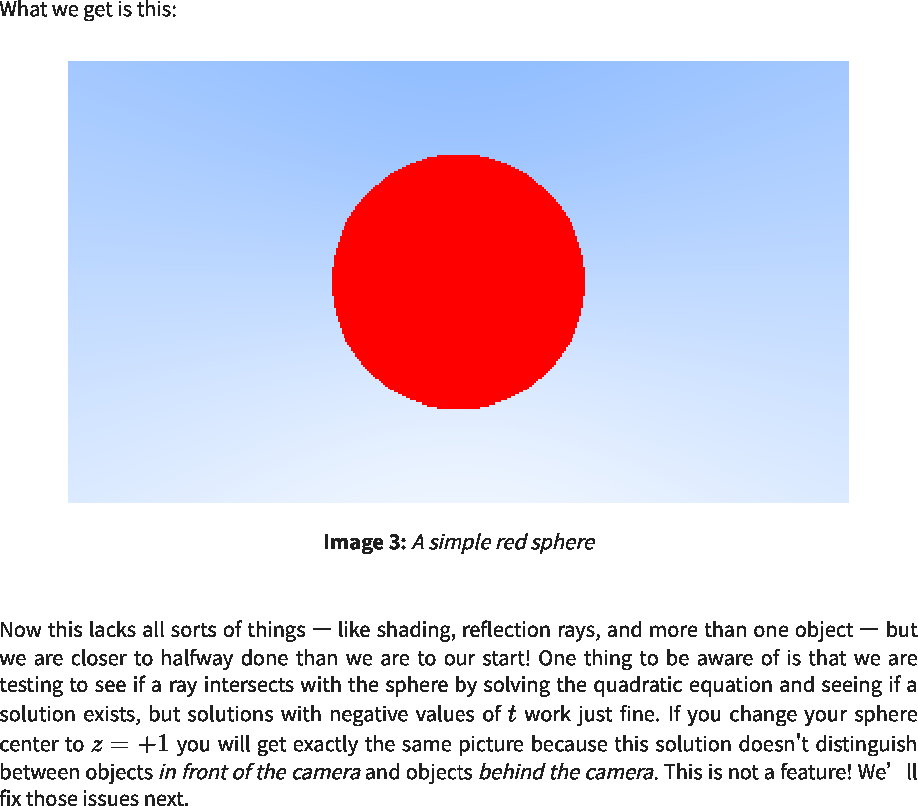 What we get is this:
Image 3: A simple red sphere
Now this lacks all sorts of things — like shading, reflection rays, and more than one object — but
we are closer to halfway done than we are to our start! One thing to be aware of is that we are
testing to see if a ray intersects with the sphere by solving the quadratic equation and seeing if a
solution exists, but solutions with negative values of t work just fine. If you change your sphere
center to z = +1 you will get exactly the same picture because this solution doesn't distinguish
between objects in front of the camera and objects behind the camera. This is not a feature! We’ll
fix those issues next.